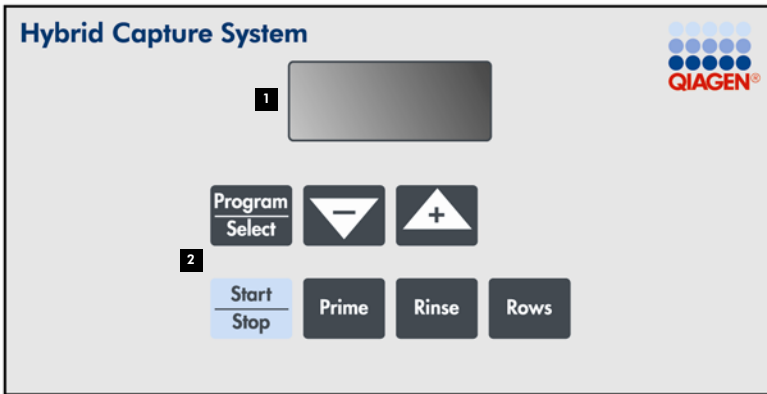 Hybrid Capture System
QIAGEN®
1
Program
Select
−
+
2
Start
Stop
Prime
Rinse
Rows